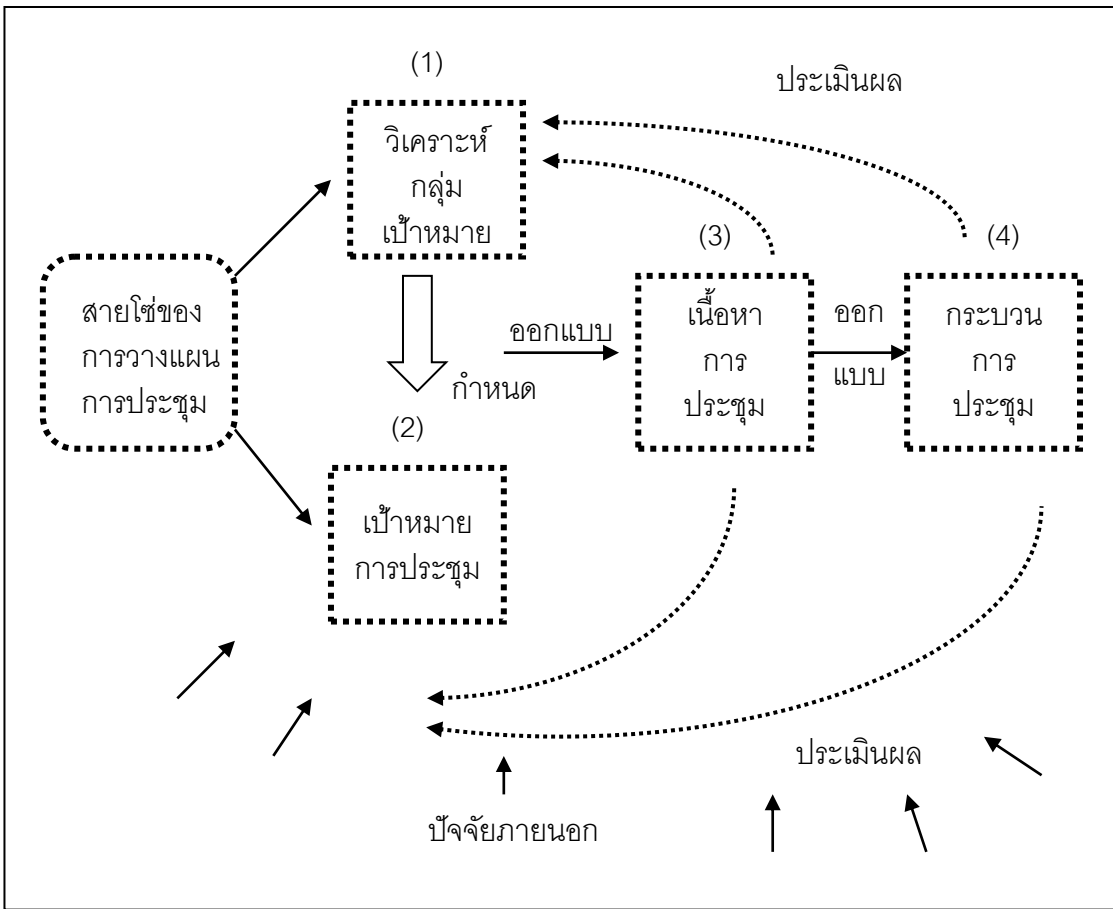 (1)
ประเมินผล
วิเคราะห์
กลุ่ม
เป้าหมาย
(3)
(4)
สายโซ่ของ
การวางแผน
การประชุม
ออกแบบ
เนื้อหา
การ
ประชุม
ออก
แบบ
กระบวน
การ
ประชุม
กำหนด
(2)
เป้าหมาย
การประชุม
ประเมินผล
ปัจจัยภายนอก